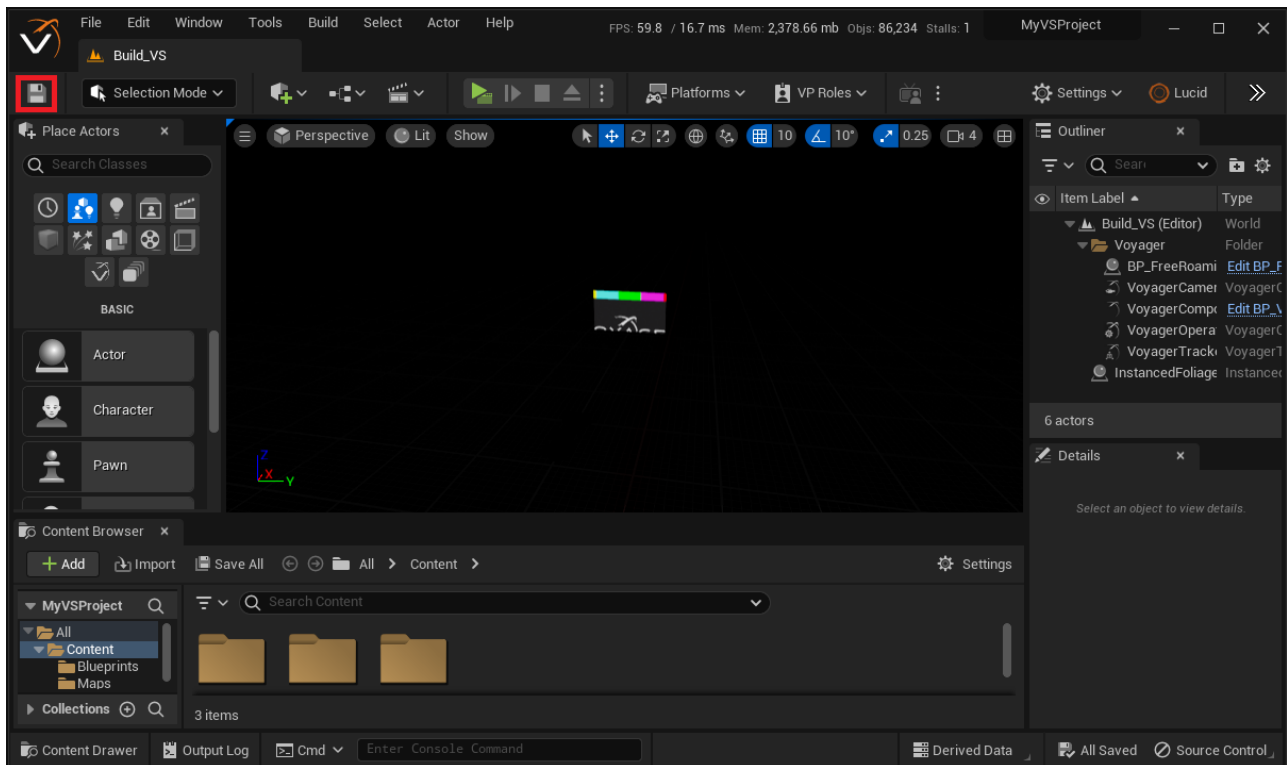 File Edit Window Tools Build Select Actor Help FPS: 59.8 / 16.7 ms Mem: 2,378.66 mb Objs: 86,234 Stalls: 1 MyVSProject
Build_VS
Selection Mode Platforms VP Roles Settings Lucid
Place Actors
Search Classes
BASIC
Actor
Character
Pawn
Perspective Lit Show 10 10° 0.25 4
Z
X Y
Outliner
Sear
Item Label Type
Build_VS (Editor) World
Voyager Folder
BP_FreeRoami Edit BP_F
VoyagerCamer VoyagerC
VoyagerCompo Edit BP_V
VoyagerOpera VoyagerC
VoyagerTrack VoyagerT
InstancedFoliage Instanced
6 actors
Details
Select an object to view details.
Content Browser
Add Import Save All All > Content > Settings
MyVSProject
Search Content
All
Content
Blueprints
Maps
Collections
3 items
Content Drawer Output Log Cmd Enter Console Command Derived Data All Saved Source Control